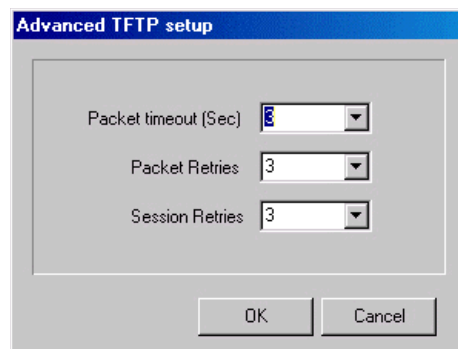 Advanced TFTP setup
Packet timeout (Sec) 3
Packet Retries 3
Session Retries 3
OK Cancel